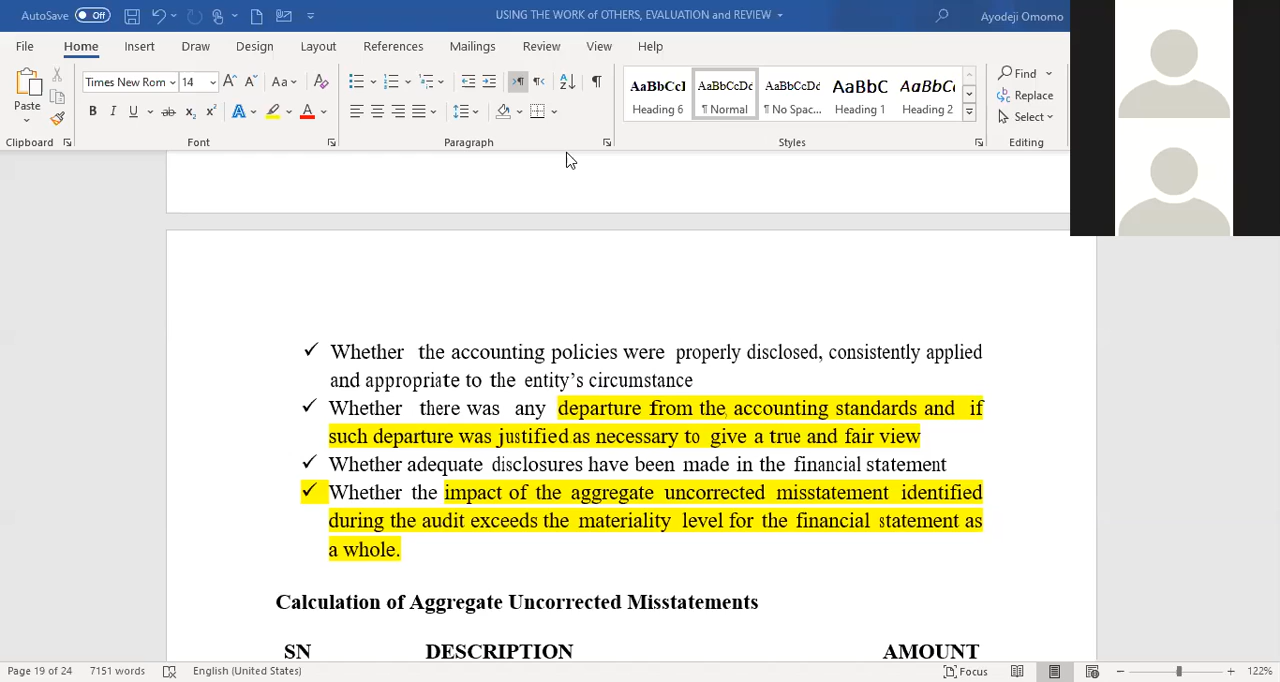 AutoSave Off USING THE WORK of OTHERS, EVALUATION and REVIEW Ayodeji Omomo
File Home Insert Draw Design Layout References Mailings Review View Help
Times New Rom 14 Aa AaBbCcI AaBbCcDc AaBbCcDd AaBbC AaBbC Find
Paste Heading 6 ¶ Normal ¶ No Spac... Heading 1 Heading 2 Replace
B I U ab x₂ x² A A Select
Clipboard Font Paragraph Styles Editing
Whether the accounting policies were properly disclosed, consistently applied
and appropriate to the entity’s circumstance
Whether there was any departure from the accounting standards and if
such departure was justified as necessary to give a true and fair view
Whether adequate disclosures have been made in the financial statement
Whether the impact of the aggregate uncorrected misstatement identified
during the audit exceeds the materiality level for the financial statement as
a whole.
Calculation of Aggregate Uncorrected Misstatements
SN DESCRIPTION AMOUNT
Page 19 of 24 7151 words English (United States) Focus 122%